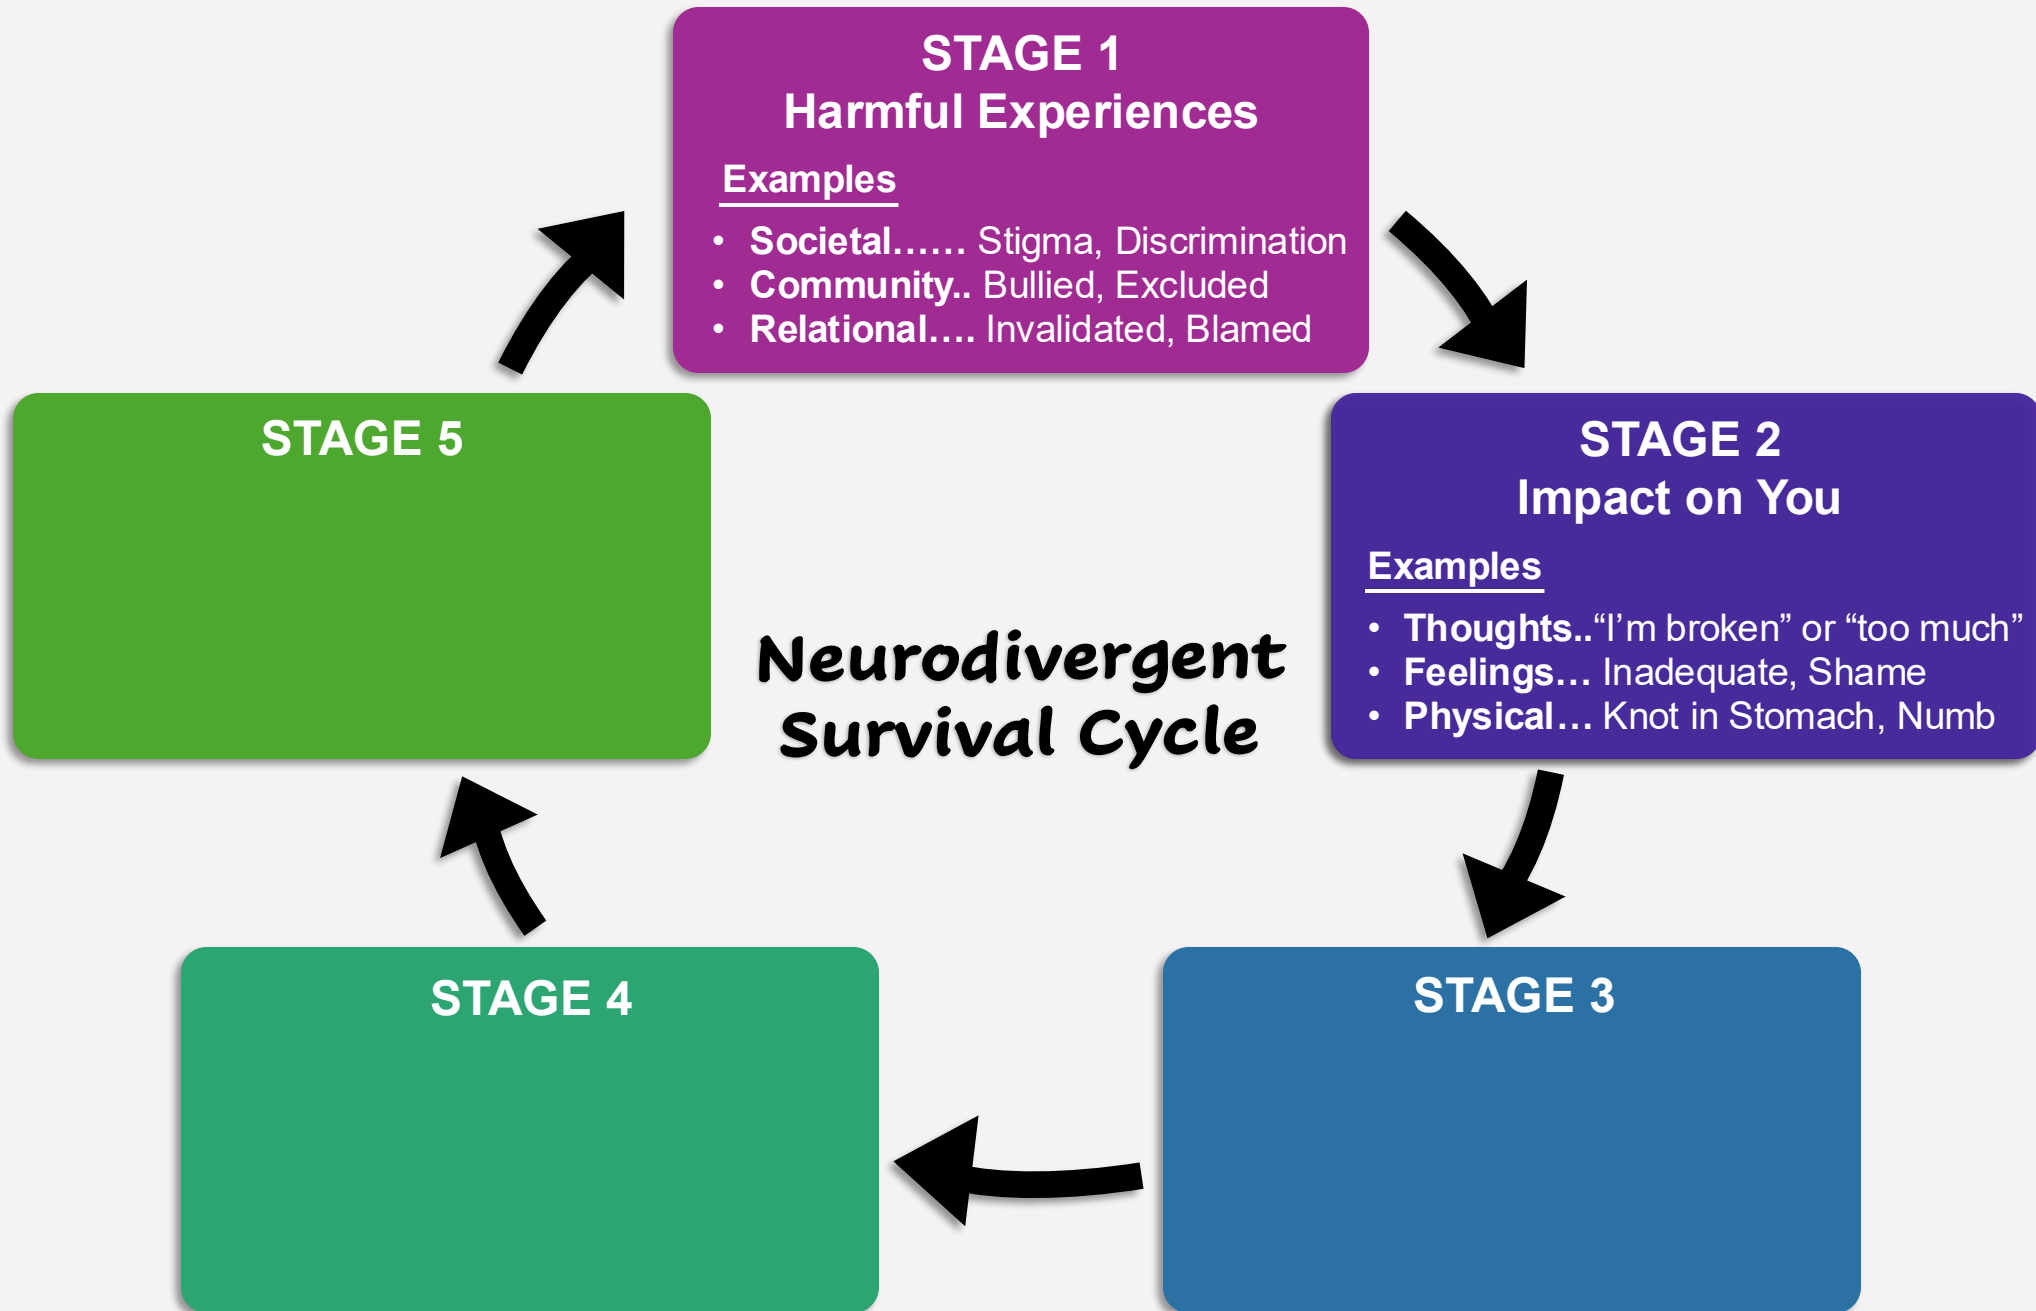 STAGE 1
Harmful Experiences
Examples
• Societal…… Stigma, Discrimination
• Community.. Bullied, Excluded
• Relational…. Invalidated, Blamed
STAGE 2
Impact on You
Examples
• Thoughts..“I’m broken” or “too much”
• Feelings… Inadequate, Shame
• Physical… Knot in Stomach, Numb
STAGE 3
STAGE 4
STAGE 5
Neurodivergent
Survival Cycle